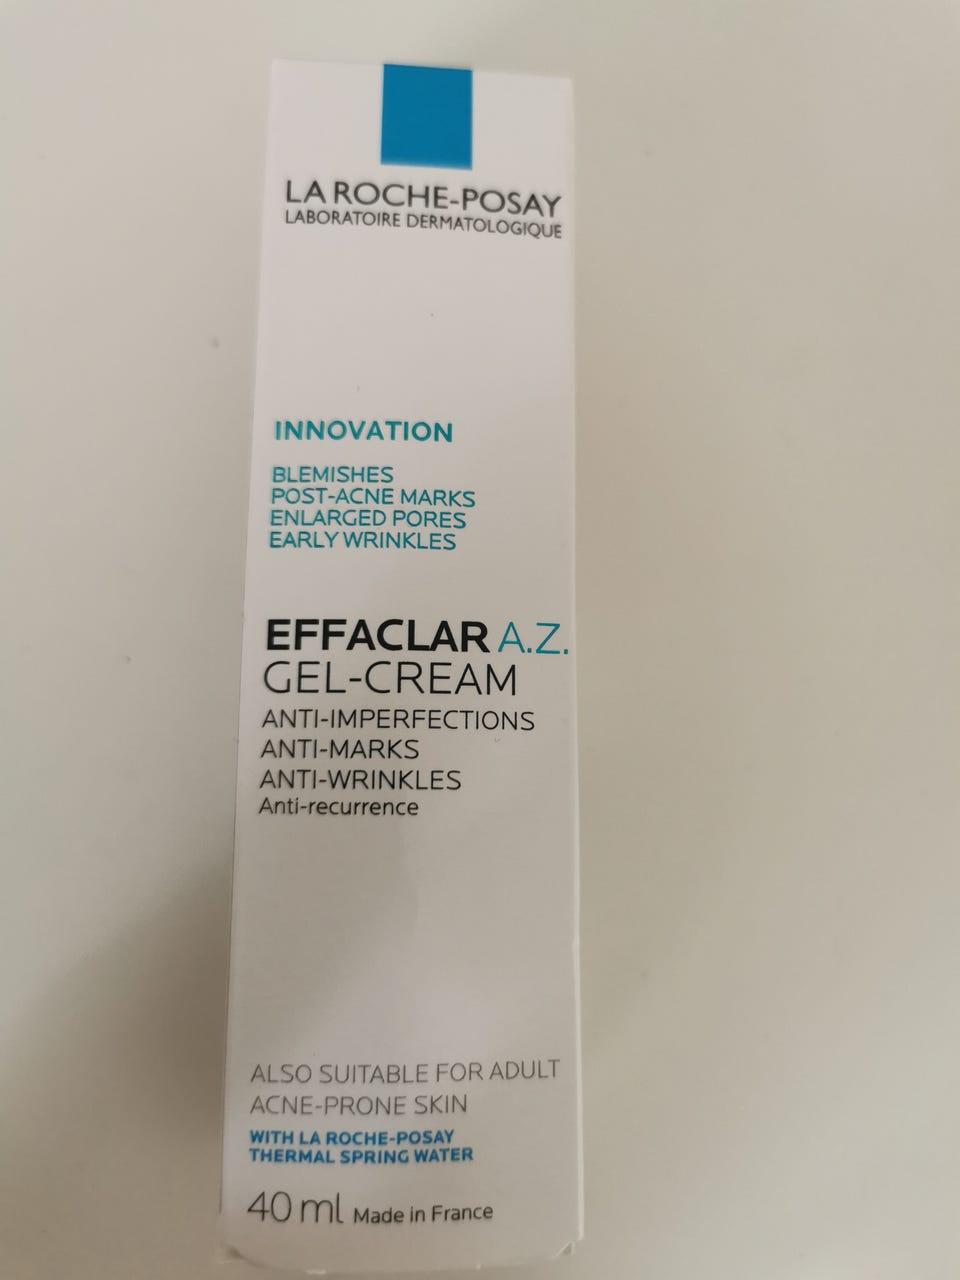 LA ROCHE-POSAY
LABORATOIRE DERMATOLOGIQUE
INNOVATION
BLEMISHES
POST-ACNE MARKS
ENLARGED PORES
EARLY WRINKLES
EFFACLAR A.Z.
GEL-CREAM
ANTI-IMPERFECTIONS
ANTI-MARKS
ANTI-WRINKLES
Anti-recurrence
ALSO SUITABLE FOR ADULT
ACNE-PRONE SKIN
WITH LA ROCHE-POSAY
THERMAL SPRING WATER
40 ml Made in France